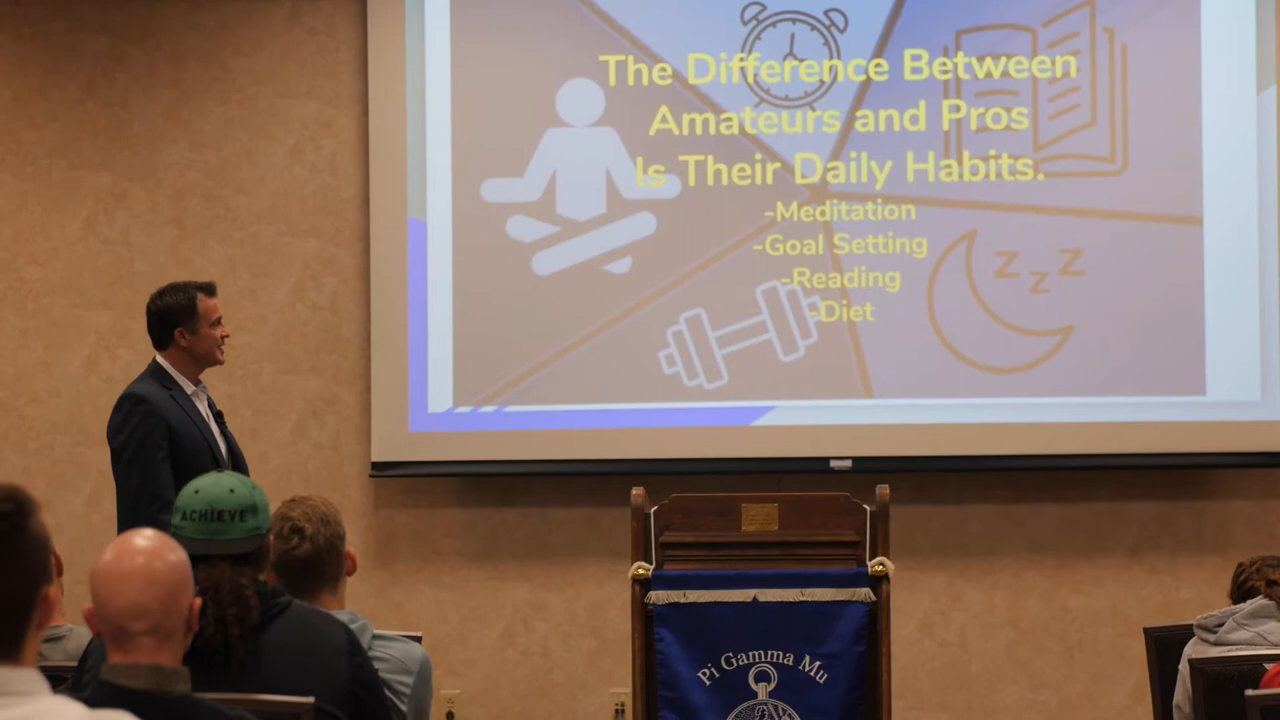 The Difference Between
Amateurs and Pros
Is Their Daily Habits.
-Meditation
-Goal Setting
-Reading
-Diet
z z z
ACHIEVE
Pi Gamma Mu